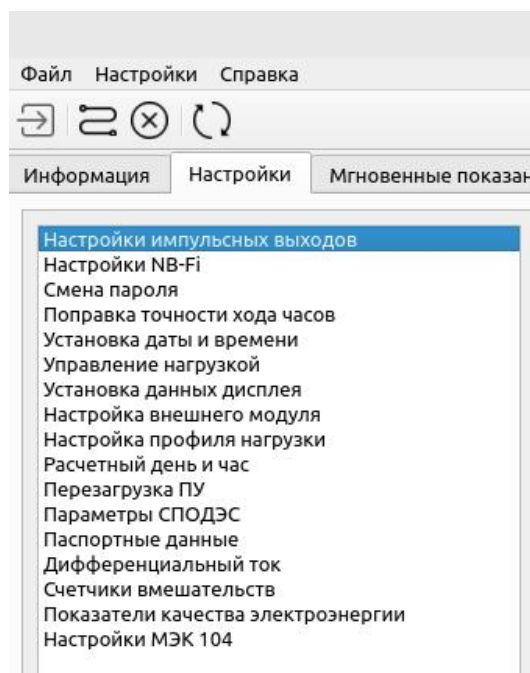 Файл Настройки Справка
Информация Настройки Мгновенные
Настройки импульсных выходов
Настройки NB-Fi
Смена пароля
Поправка точности хода часов
Установка даты и времени
Управление нагрузкой
Установка данных дисплея
Настройка внешнего модуля
Настройка профиля нагрузки
Расчетный день и час
Перезагрузка ПУ
Параметры СПОДЭС
Паспортные данные
Дифференциальный ток
Счетчики вмешательств
Показатели качества электроэнергии
Настройки МЭК 104